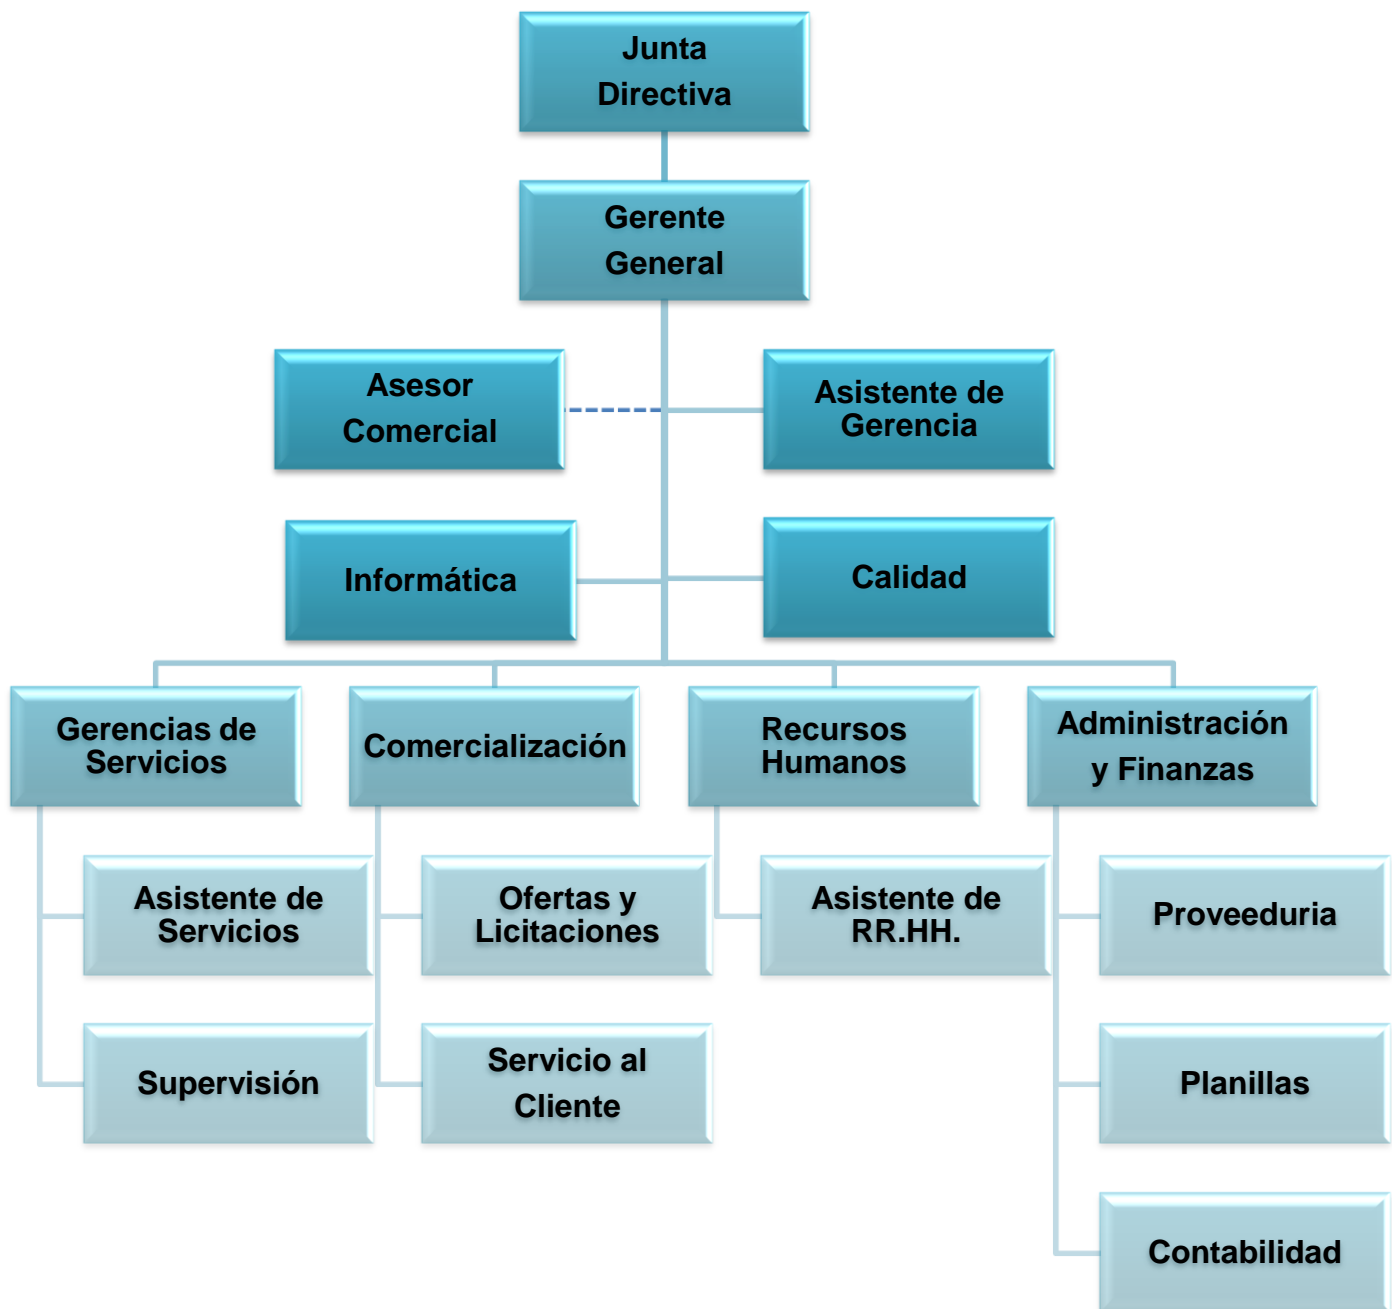 Junta
Directiva
Gerente
General
Asesor
Comercial
Asistente de
Gerencia
Informática
Calidad
Gerencias de
Servicios
Comercialización
Recursos
Humanos
Administración
y Finanzas
Asistente de
Servicios
Ofertas y
Licitaciones
Asistente de
RR.HH.
Proveeduria
Supervisión
Servicio al
Cliente
Planillas
Contabilidad